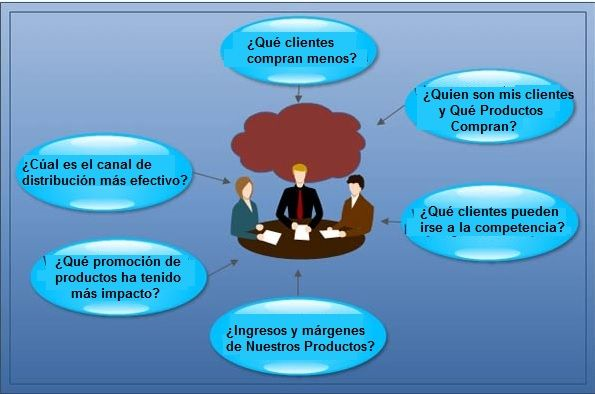 ¿Qué clientes
compran menos?
¿Quien son mis clientes
y Qué Productos
Compran?
¿Cúal es el canal de
distribución más efectivo?
¿Qué clientes pueden
irse a la competencia?
¿Qué promoción de
productos ha tenido
más impacto?
¿Ingresos y márgenes
de Nuestros Productos?